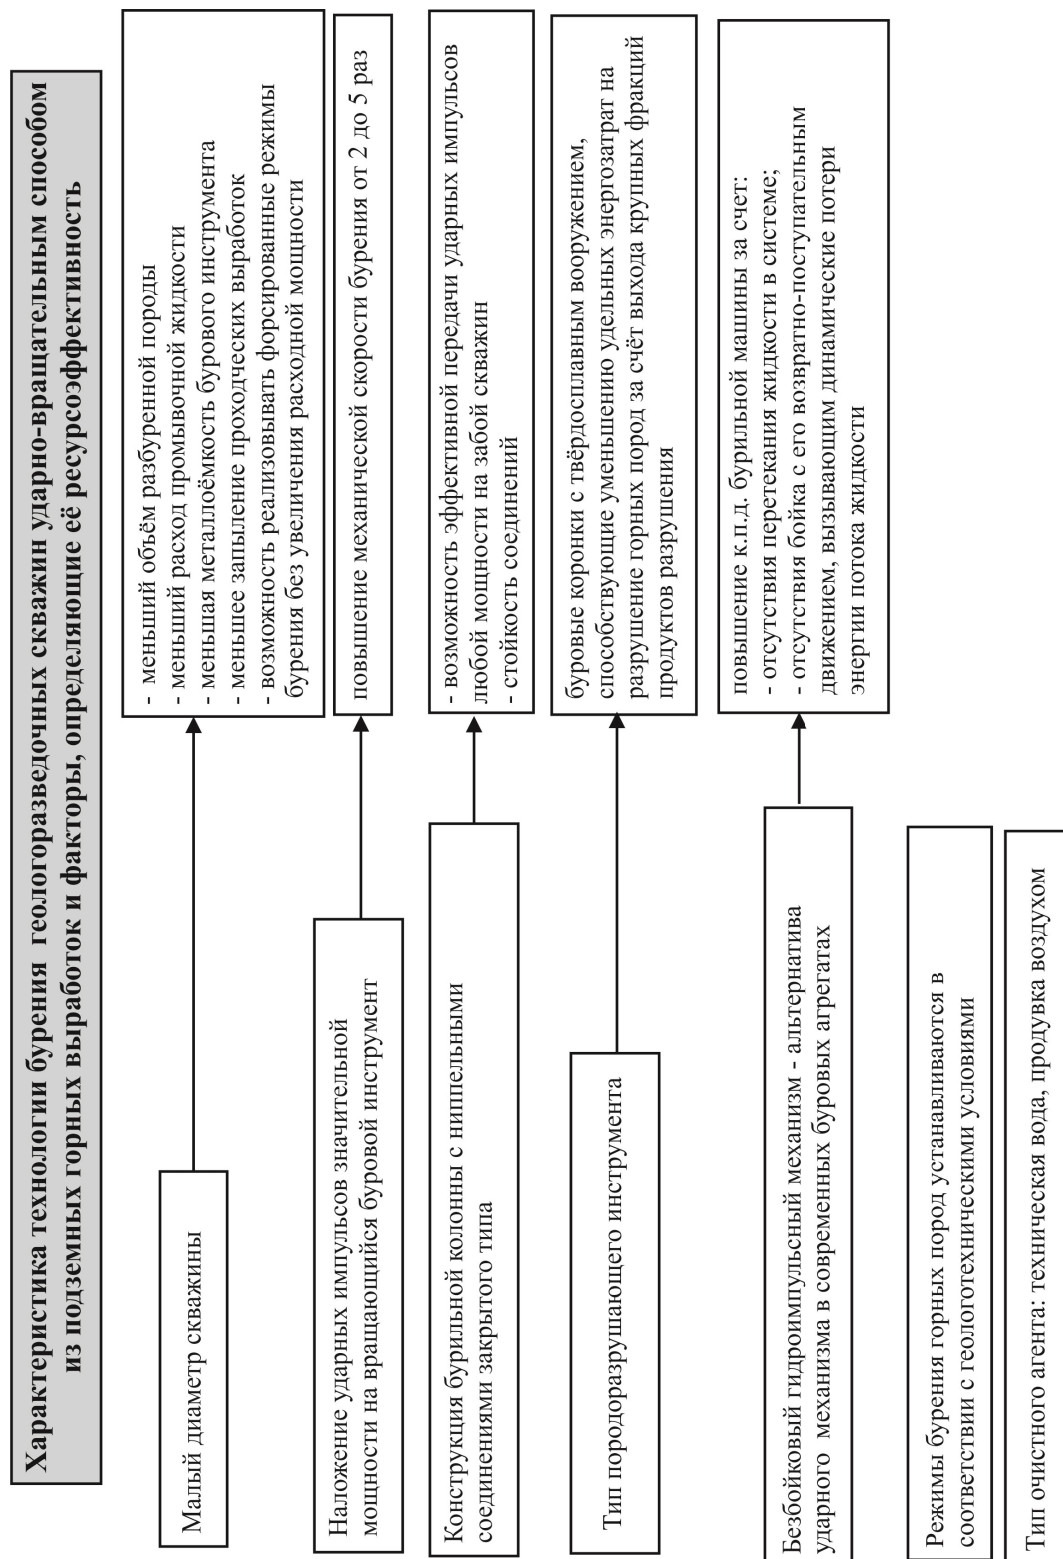 Характеристика технологии бурения геологоразведочных скважин ударно-вращательным способом
из подземных горных выработок и факторы, определяющие её ресурсоэффективность
Малый диаметр скважины
- меньший объём разбуренной породы
- меньший расход промывочной жидкости
- меньшая металлоёмкость бурового инструмента
- меньшее запыление проходческих выработок
- возможность реализовывать форсированные режимы
бурения без увеличения расходной мощности
Наложение ударных импульсов значительной
мощности на вращающийся буровой инструмент
повышение механической скорости бурения от 2 до 5 раз
Конструкция бурильной колонны с ниппельными
соединениями закрытого типа
- возможность эффективной передачи ударных импульсов
любой мощности на забой скважин
- стойкость соединений
Тип породоразрушающего инструмента
буровые коронки с твёрдосплавным вооружением,
способствующие уменьшению удельных энергозатрат на
разрушение горных пород за счёт выхода крупных фракций
продуктов разрушения
Безбойковый гидроимпульсный механизм - альтернатива
ударного механизма в современных буровых агрегатах
повышение к.п.д. бурильной машины за счет:
- отсутствия перетекания жидкости в системе;
- отсутствия бойка с его возвратно-поступательным
движением, вызывающим динамические потери
энергии потока жидкости
Режимы бурения горных пород устанавливаются в
соответствии с геологотехническими условиями
Тип очистного агента: техническая вода, продувка воздухом